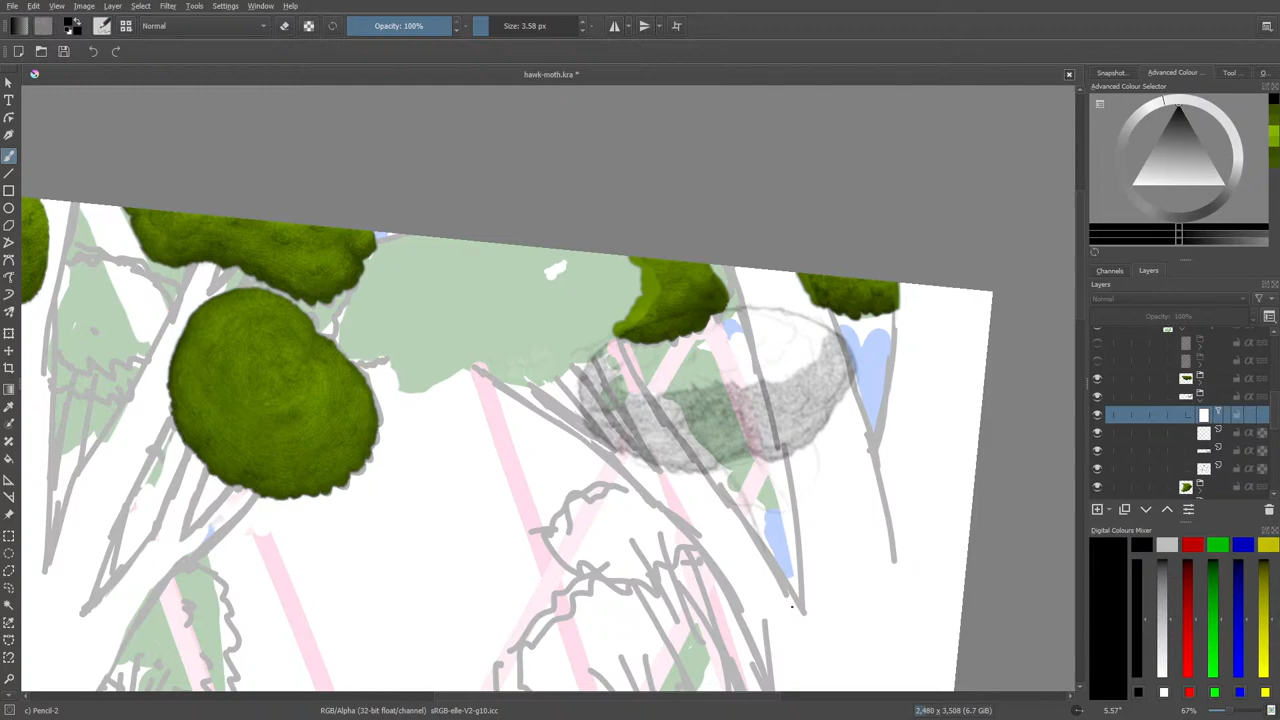 File Edit View Image Layer Select Filter Tools Settings Window Help
Normal Opacity: 100% Size: 3.58 px
hawk-moth.kra *
Snapshot... Advanced Colour ... Tool ... O...
Advanced Colour Selector
Channels Layers
Layers
Normal
Opacity: 100%
Digital Colours Mixer
c) Pencil-2 RGB/Alpha (32-bit float/channel) sRGB-elle-V2-g10.icc 2,480 x 3,508 (6.7 GiB) 5.57° 67%